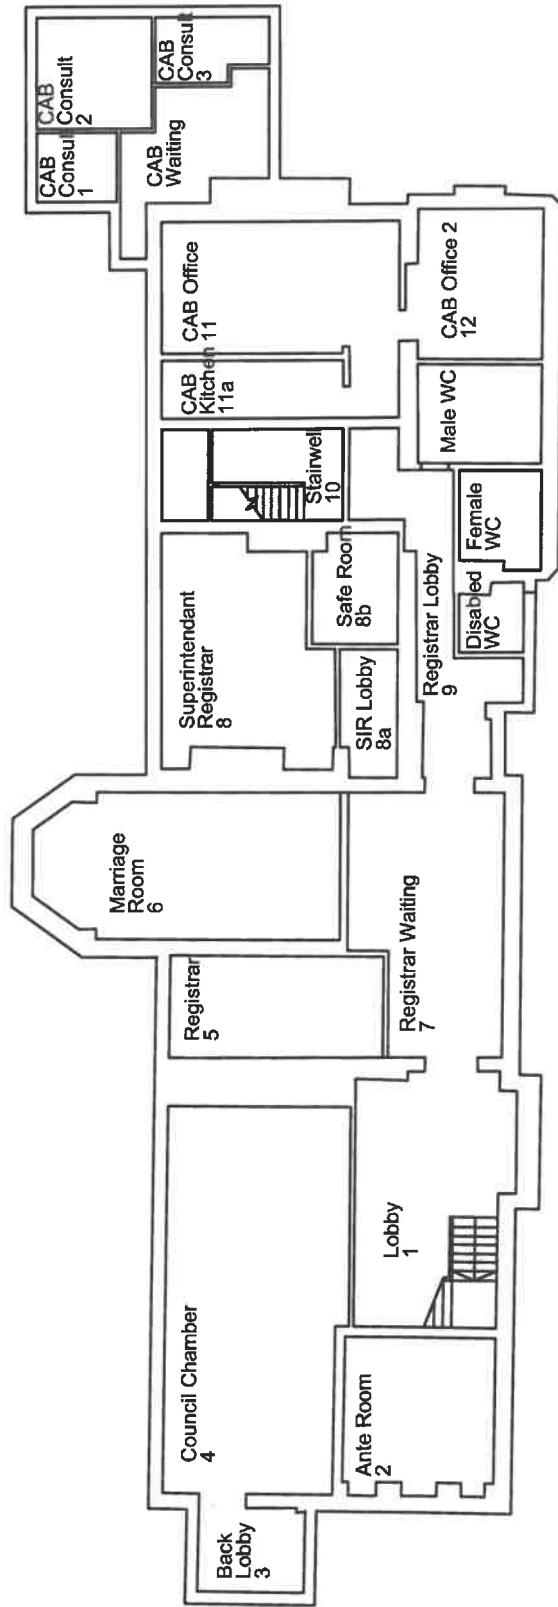 Back
Lobby
3
Council Chamber
4
Ante Room
2
Lobby
1
Registrar
5
Marriage
Room
6
Registrar Waiting
7
Superintendant
Registrar
8
SIR Lobby
8a
Safe Room
8b
Registrar Lobby
9
Stairwell
10
Disabled
WC
Female
WC
Male WC
CAB
Kitchen
11a
CAB Office
11
CAB Office 2
12
CAB
Waiting
CAB
Consult
1
CAB
Consult
2
CAB
Consult
3